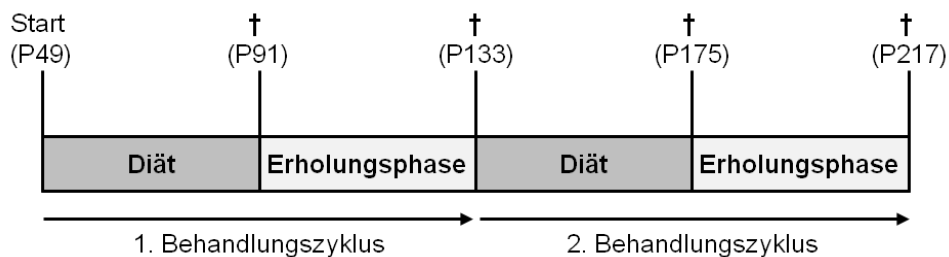 Start † † † †
(P49) (P91) (P133) (P175) (P217)
Diät Erholungsphase Diät Erholungsphase
1. Behandlungszyklus 2. Behandlungszyklus